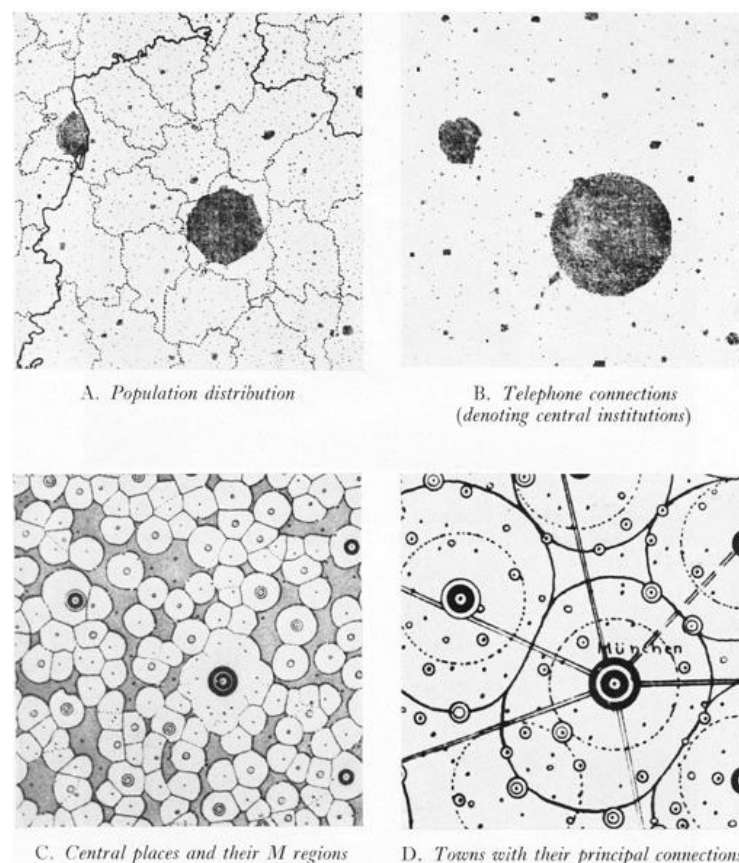 A. Population distribution
B. Telephone connections
(denoting central institutions)
München
C. Central places and their M regions
D. Towns with their principal connections